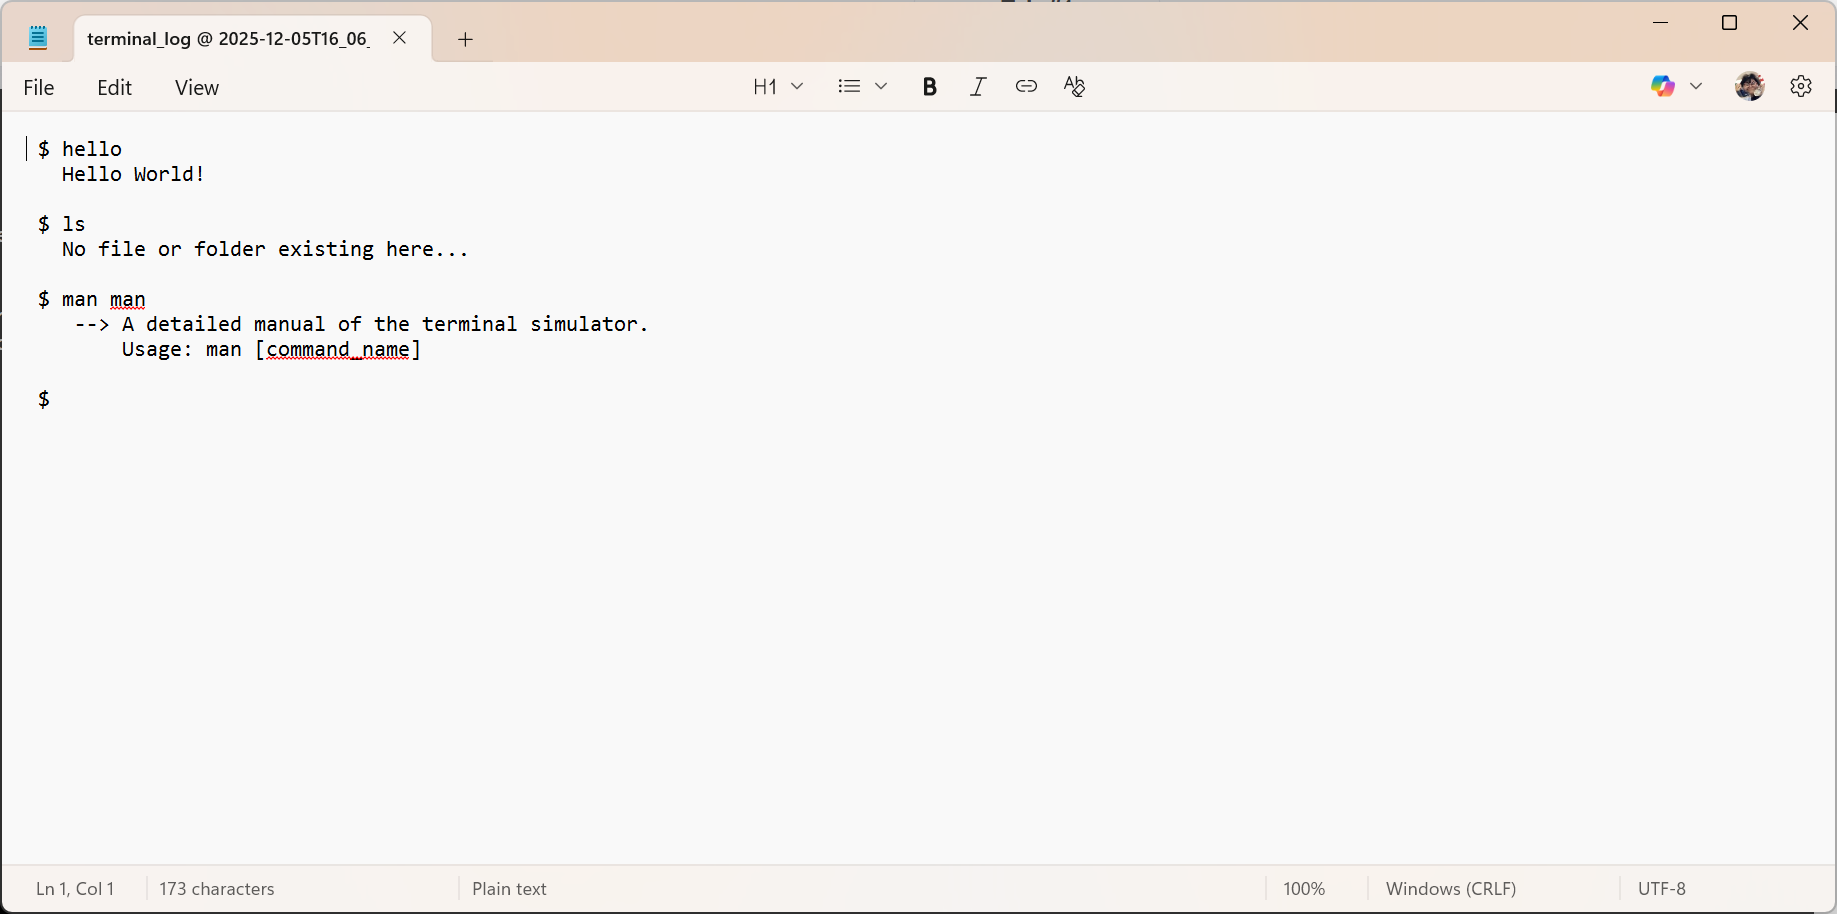 terminal_log @ 2025-12-05T16_06_
File Edit View H1 B I
$ hello
Hello World!
$ ls
No file or folder existing here...
$ man man
--> A detailed manual of the terminal simulator.
Usage: man [command_name]
$
Ln 1, Col 1 173 characters Plain text 100% Windows (CRLF) UTF-8